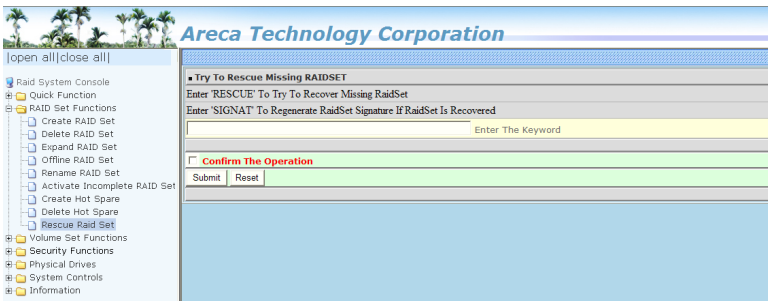 Areca Technology Corporation
|open all|close all|
Raid System Console
Quick Function
RAID Set Functions
Create RAID Set
Delete RAID Set
Expand RAID Set
Offline RAID Set
Rename RAID Set
Activate Incomplete RAID Set
Create Hot Spare
Delete Hot Spare
Rescue Raid Set
Volume Set Functions
Security Functions
Physical Drives
System Controls
Information
Try To Rescue Missing RAIDSET
Enter 'RESCUE' To Try To Recover Missing RaidSet
Enter 'SIGNAT' To Regenerate RaidSet Signature If RaidSet Is Recovered
Enter The Keyword
Confirm The Operation
Submit Reset